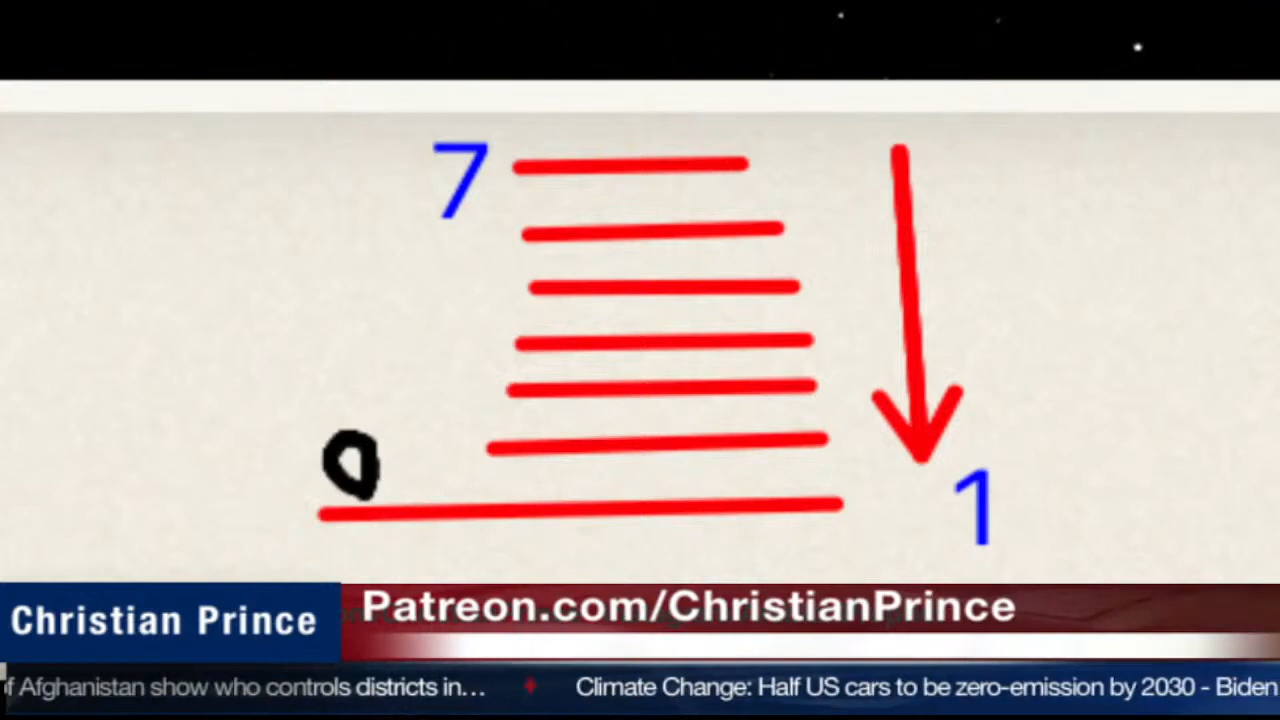 7
0
1
Christian Prince
Patreon.com/ChristianPrince
f Afghanistan show who controls districts in...
Climate Change: Half US cars to be zero-emission by 2030 - Biden